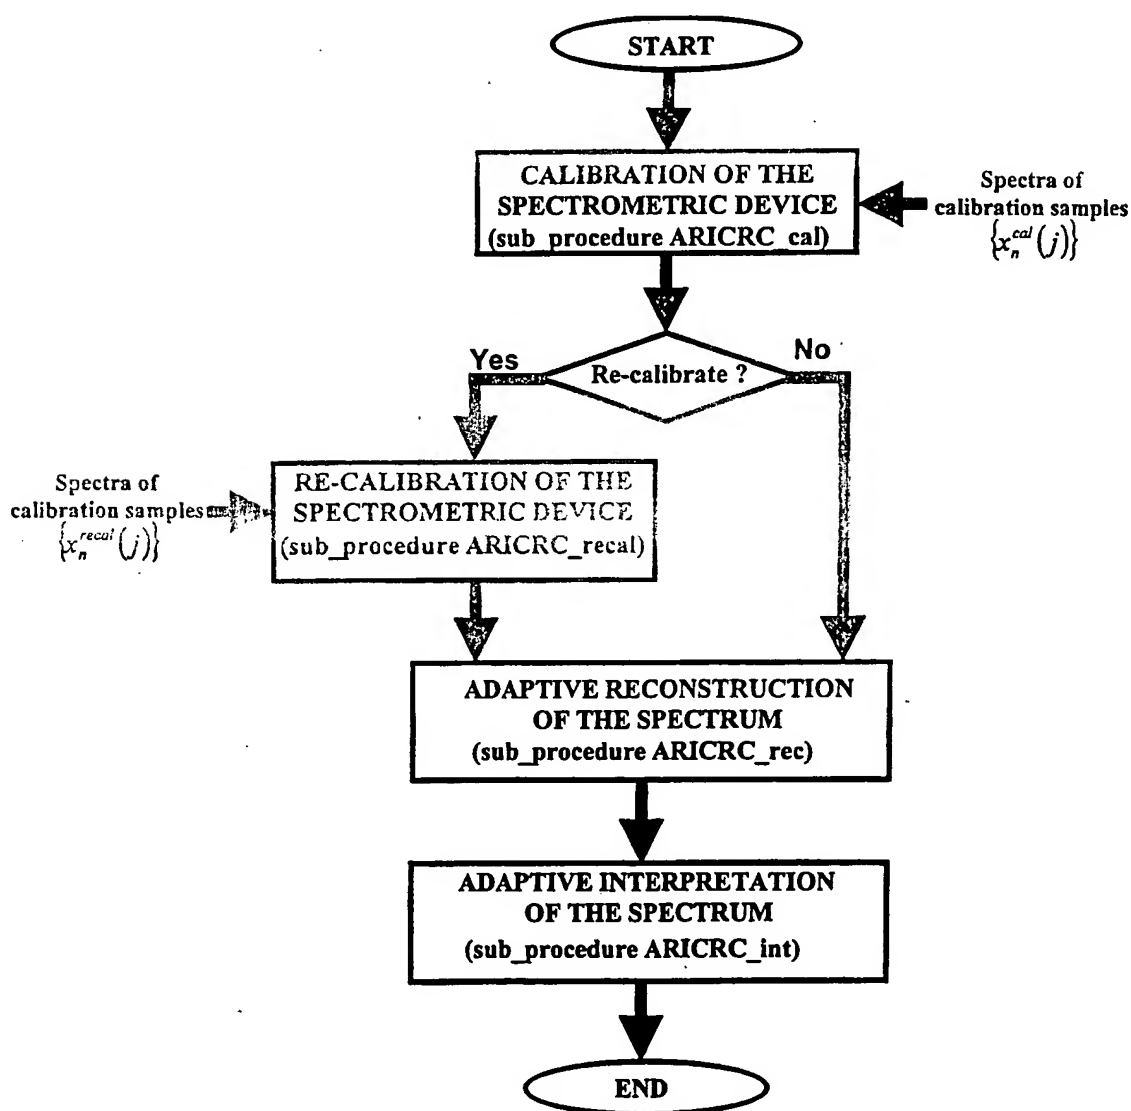 START
CALIBRATION OF THE
SPECTROMETRIC DEVICE
(sub_procedure ARICRC_cal)
Spectra of
calibration samples
{x_n^{cal}(j)}
Yes
No
Re-calibrate ?
Spectra of
calibration samples
{x_n^{recal}(j)}
RE-CALIBRATION OF THE
SPECTROMETRIC DEVICE
(sub_procedure ARICRC_recal)
ADAPTIVE RECONSTRUCTION
OF THE SPECTRUM
(sub_procedure ARICRC_rec)
ADAPTIVE INTERPRETATION
OF THE SPECTRUM
(sub_procedure ARICRC_int)
END